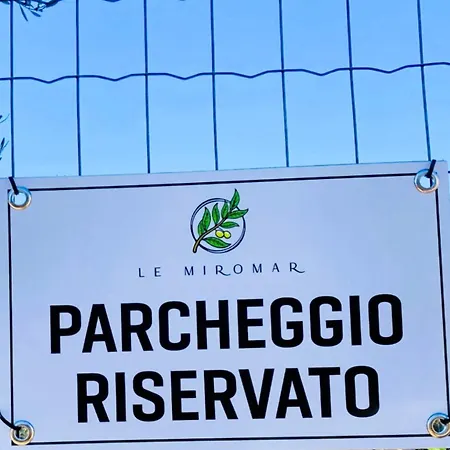 LE MIROMAR
PARCHEGGIO
RISERVATO